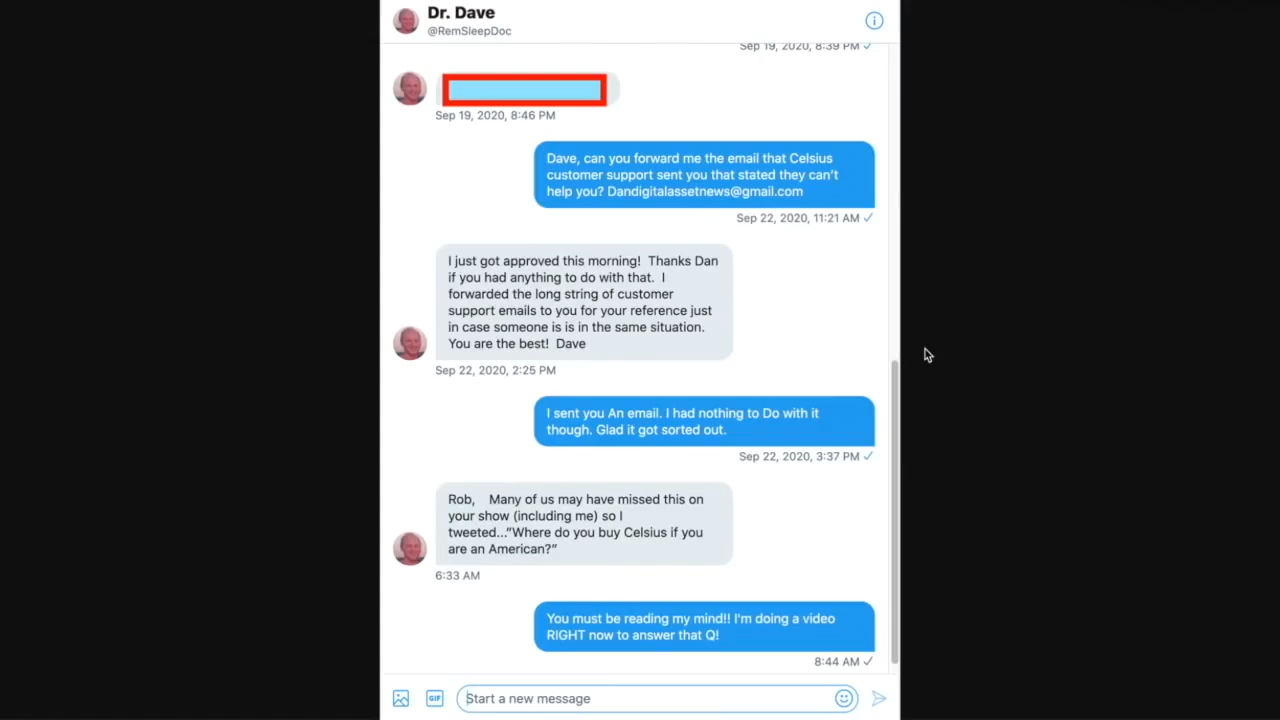 Dr. Dave
@RemSleepDoc
Sep 19, 2020, 8:39 PM ✓
Sep 19, 2020, 8:46 PM
Dave, can you forward me the email that Celsius
customer support sent you that stated they can't
help you? Dandigitalassetnews@gmail.com
Sep 22, 2020, 11:21 AM ✓
I just got approved this morning!  Thanks Dan
if you had anything to do with that.  I
forwarded the long string of customer
support emails to you for your reference just
in case someone is is in the same situation.
You are the best!  Dave
Sep 22, 2020, 2:25 PM
I sent you An email. I had nothing to Do with it
though. Glad it got sorted out.
Sep 22, 2020, 3:37 PM ✓
Rob,    Many of us may have missed this on
your show (including me) so I
tweeted..."Where do you buy Celsius if you
are an American?"
6:33 AM
You must be reading my mind!! I'm doing a video
RIGHT now to answer that Q!
8:44 AM ✓
GIF
Start a new message